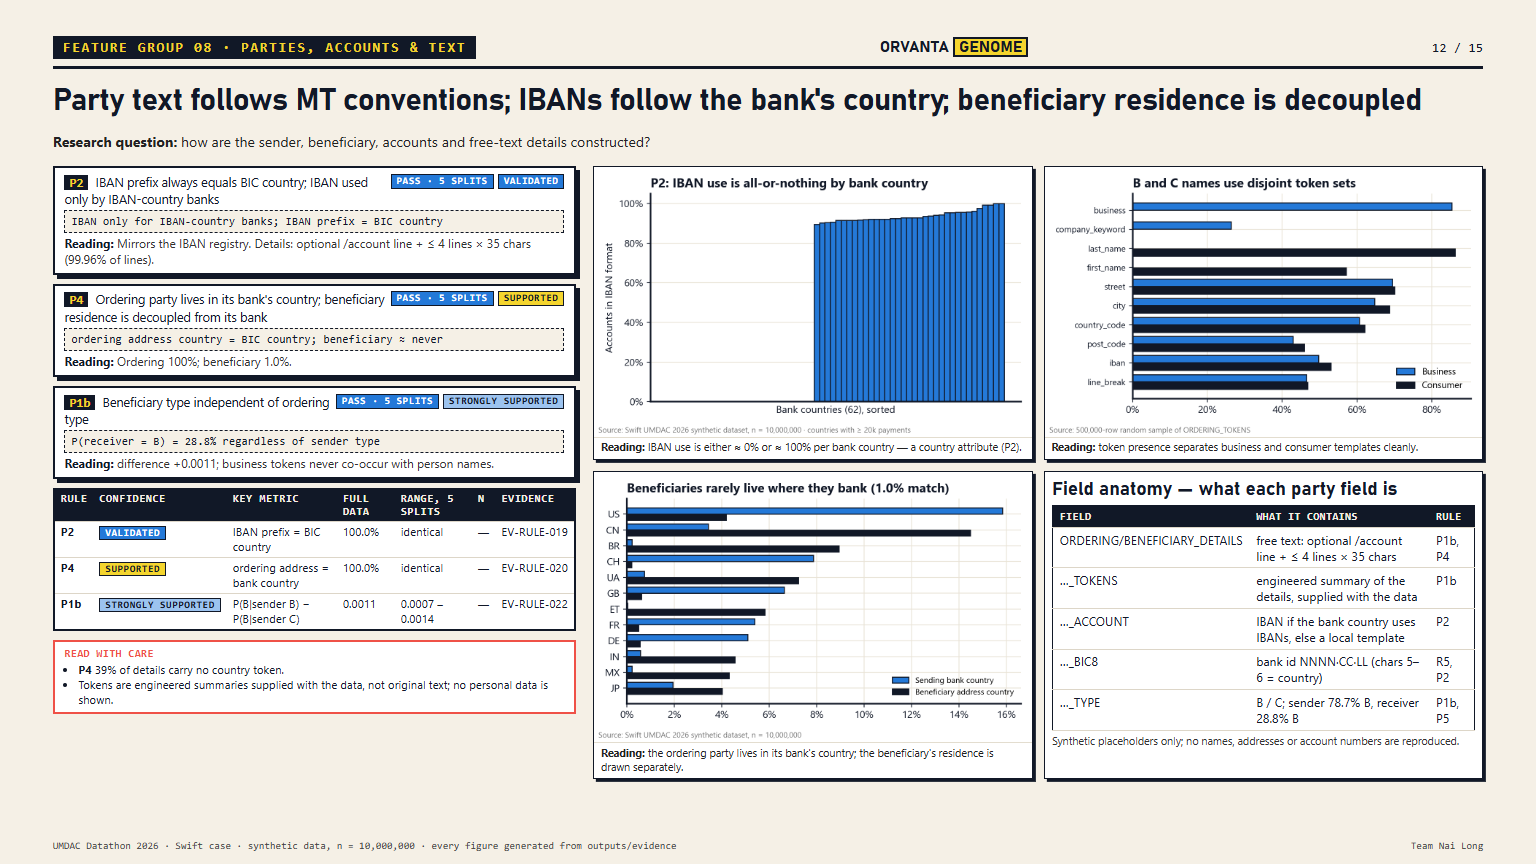 FEATURE GROUP 08 · PARTIES, ACCOUNTS & TEXT
ORVANTA GENOME
12 / 15
Party text follows MT conventions; IBANs follow the bank's country; beneficiary residence is decoupled
Research question: how are the sender, beneficiary, accounts and free-text details constructed?
P2 IBAN prefix always equals BIC country; IBAN used only by IBAN-country banks
PASS · 5 SPLITS VALIDATED
IBAN only for IBAN-country banks; IBAN prefix = BIC country
Reading: Mirrors the IBAN registry. Details: optional /account line + ≤ 4 lines × 35 chars
(99.96% of lines).
P4 Ordering party lives in its bank's country; beneficiary
residence is decoupled from its bank
PASS · 5 SPLITS SUPPORTED
ordering address country = BIC country; beneficiary ≈ never
Reading: Ordering 100%; beneficiary 1.0%.
P1b Beneficiary type independent of ordering
type
PASS · 5 SPLITS STRONGLY SUPPORTED
P(receiver = B) = 28.8% regardless of sender type
Reading: difference +0.0011; business tokens never co-occur with person names.
RULE CONFIDENCE KEY METRIC FULL DATA RANGE, 5 SPLITS N EVIDENCE
P2 VALIDATED IBAN prefix = BIC country 100.0% identical — EV-RULE-019
P4 SUPPORTED ordering address = bank country 100.0% identical — EV-RULE-020
P1b STRONGLY SUPPORTED P(B|sender B) − P(B|sender C) 0.0011 0.0007 – 0.0014 — EV-RULE-022
READ WITH CARE
• P4 39% of details carry no country token.
• Tokens are engineered summaries supplied with the data, not original text; no personal data is
shown.
P2: IBAN use is all-or-nothing by bank country
Accounts in IBAN format
100%
80%
60%
40%
20%
0%
Bank countries (62), sorted
Source: Swift UMDAC 2026 synthetic dataset, n = 10,000,000 · countries with ≥ 20k payments
Reading: IBAN use is either ≈ 0% or ≈ 100% per bank country — a country attribute (P2).
B and C names use disjoint token sets
business
company_keyword
last_name
first_name
street
city
country_code
post_code
iban
line_break
Business
Consumer
0% 20% 40% 60% 80%
Source: 500,000-row random sample of ORDERING_TOKENS
Reading: token presence separates business and consumer templates cleanly.
Beneficiaries rarely live where they bank (1.0% match)
US
CN
BR
CH
UA
GB
ET
FR
DE
IN
MX
JP
Sending bank country
Beneficiary address country
0% 2% 4% 6% 8% 10% 12% 14% 16%
Source: Swift UMDAC 2026 synthetic dataset, n = 10,000,000
Reading: the ordering party lives in its bank's country; the beneficiary's residence is
drawn separately.
Field anatomy — what each party field is
FIELD WHAT IT CONTAINS RULE
ORDERING/BENEFICIARY_DETAILS free text: optional /account line + ≤ 4 lines × 35 chars P1b, P4
…_TOKENS engineered summary of the details, supplied with the data P1b
…_ACCOUNT IBAN if the bank country uses IBANs, else a local template P2
…_BIC8 bank id NNNN·CC·LL (chars 5–6 = country) R5, P2
…_TYPE B / C; sender 78.7% B, receiver 28.8% B P1b, P5
Synthetic placeholders only; no names, addresses or account numbers are reproduced.
UMDAC Datathon 2026 · Swift case · synthetic data, n = 10,000,000 · every figure generated from outputs/evidence
Team Nai Long